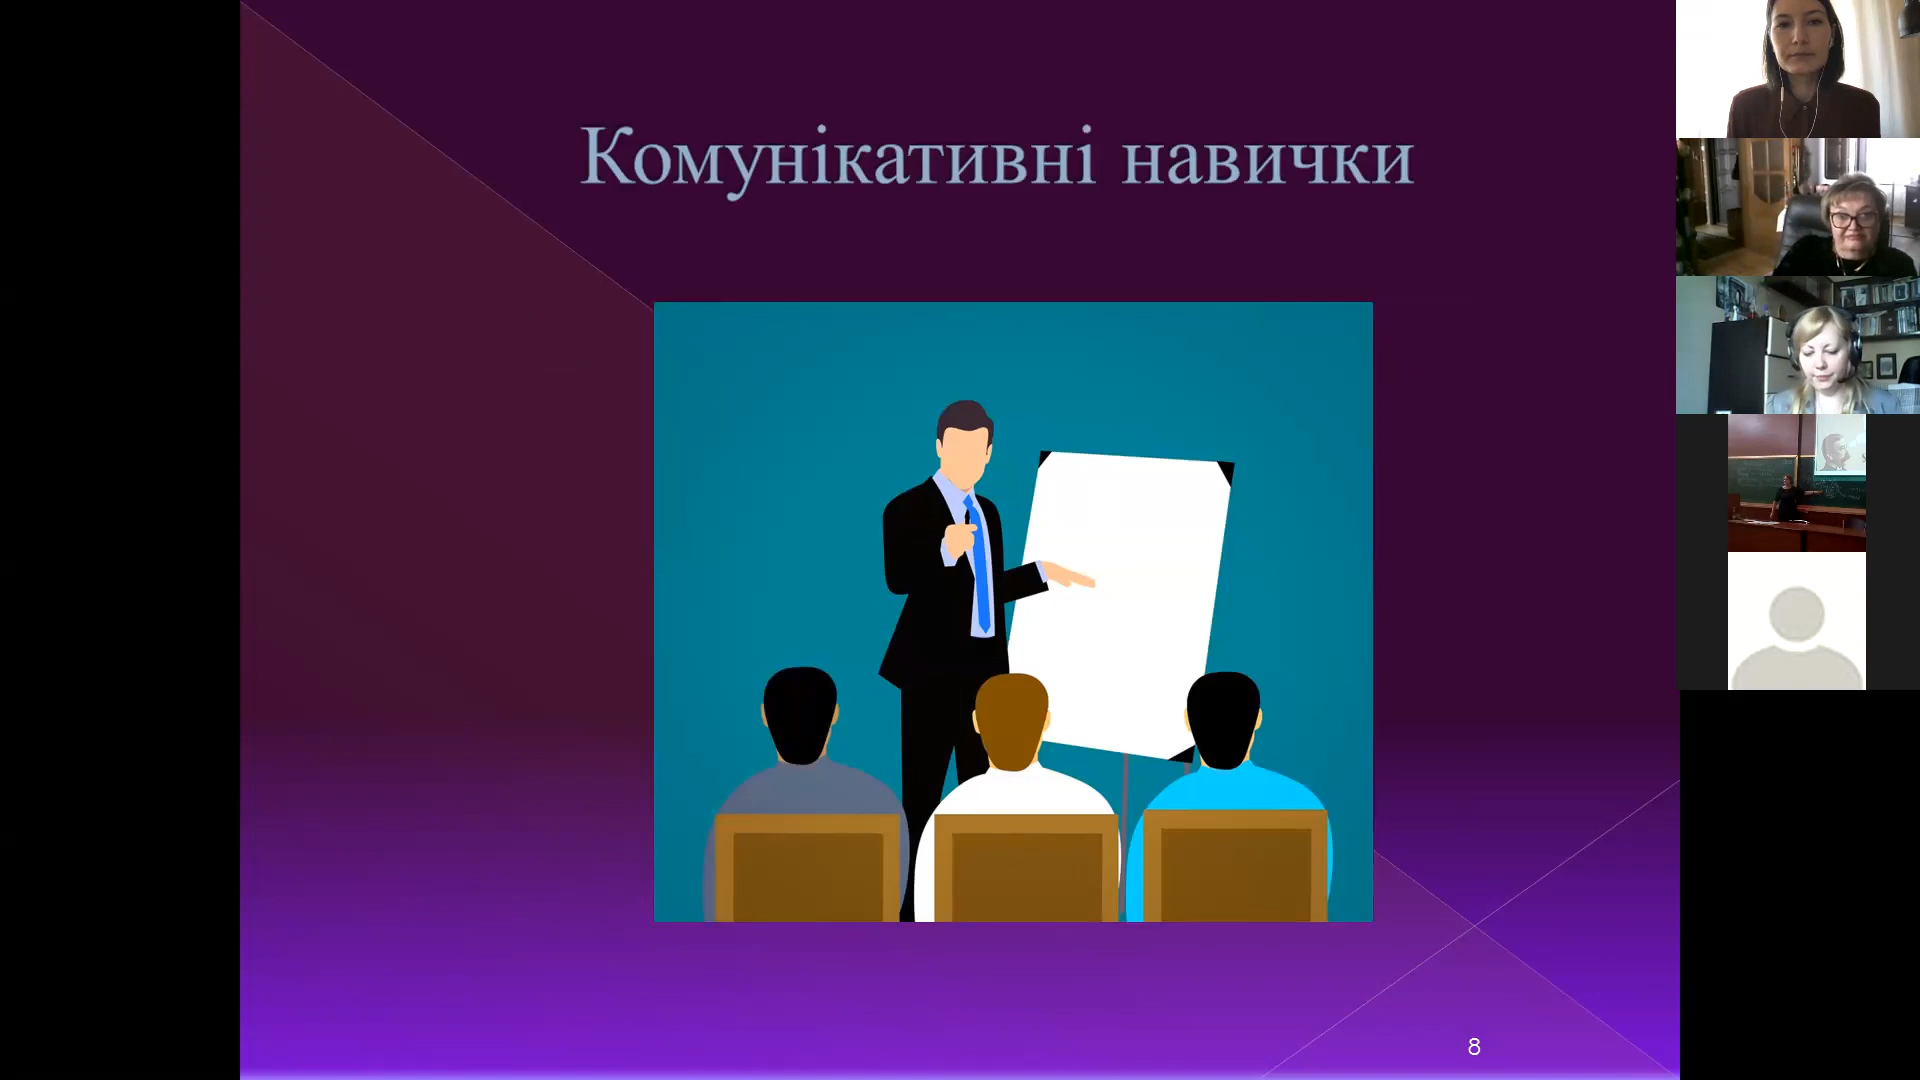 Комунікативні навички
8